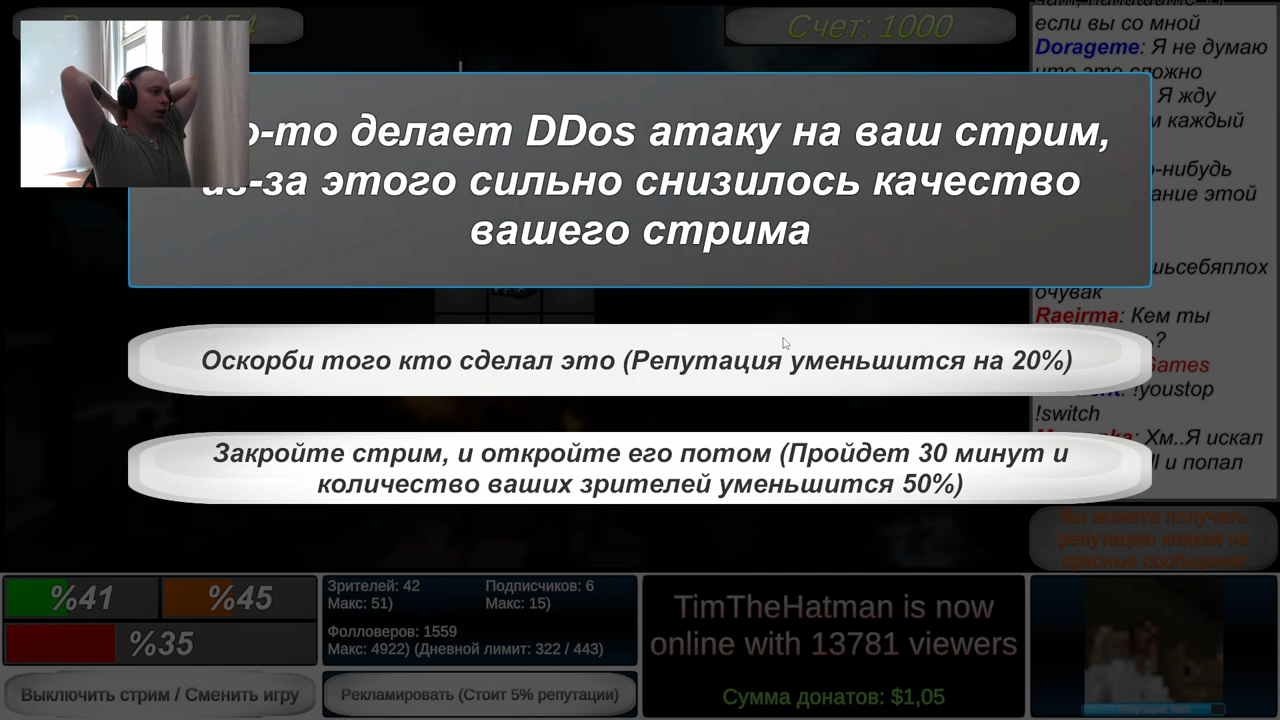 Счет: 1000
-то делает DDos атаку на ваш стрим,
из-за этого сильно снизилось качество
вашего стрима
Оскорби того кто сделал это (Репутация уменьшится на 20%)
Закройте стрим, и откройте его потом (Пройдет 30 минут и
количество ваших зрителей уменьшится 50%)
если вы со мной
Dorageme: Я не думаю
что это сложно
Я жду
каждый
-нибудь
ание этой
шьсебяплох
очувак
Raeirma: Кем ты
?
Games
!youstop
!switch
Хм..Я искал
и попал
Вы можете получать
репутацию кликая на
красные сообщения
%41
%45
%35
Зрителей: 42
Макс: 51)
Подписчиков: 6
Макс: 15)
Фолловеров: 1559
Макс: 4922) (Дневной лимит: 322 / 443)
TimTheHatman is now
online with 13781 viewers
Сумма донатов: $1,05
Выключить стрим / Сменить игру
Рекламировать (Стоит 5% репутации)